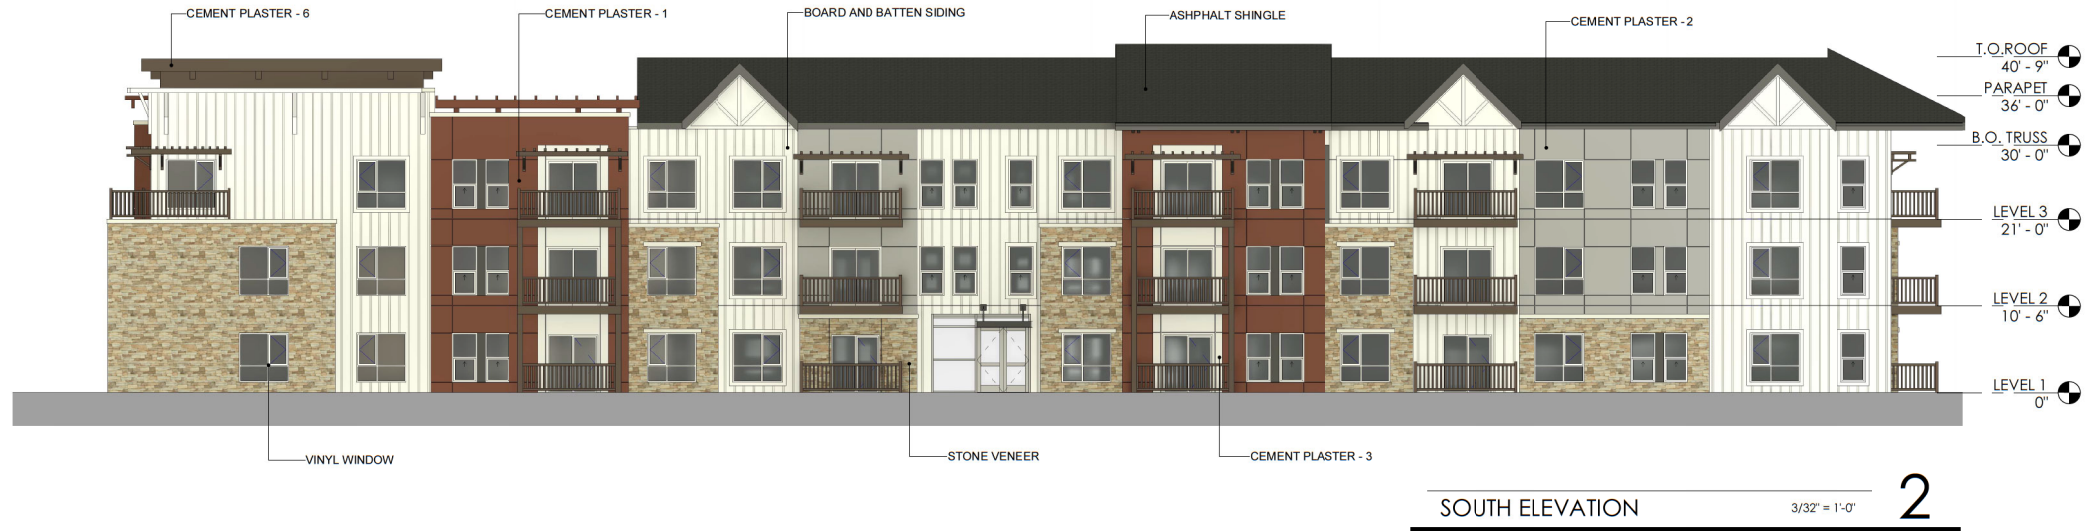 CEMENT PLASTER - 6
CEMENT PLASTER - 1
BOARD AND BATTEN SIDING
ASHPHALT SHINGLE
CEMENT PLASTER - 2
T.O.ROOF
40' - 9"
PARAPET
36' - 0"
B.O. TRUSS
30' - 0"
LEVEL 3
21' - 0"
LEVEL 2
10' - 6"
LEVEL 1
0"
VINYL WINDOW
STONE VENEER
CEMENT PLASTER - 3
SOUTH ELEVATION
3/32" = 1'-0"
2